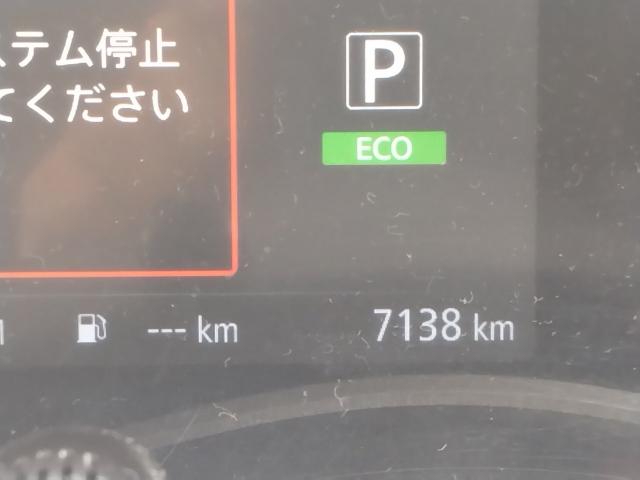 ステム停止
てください
P
ECO
--- km
7138 km